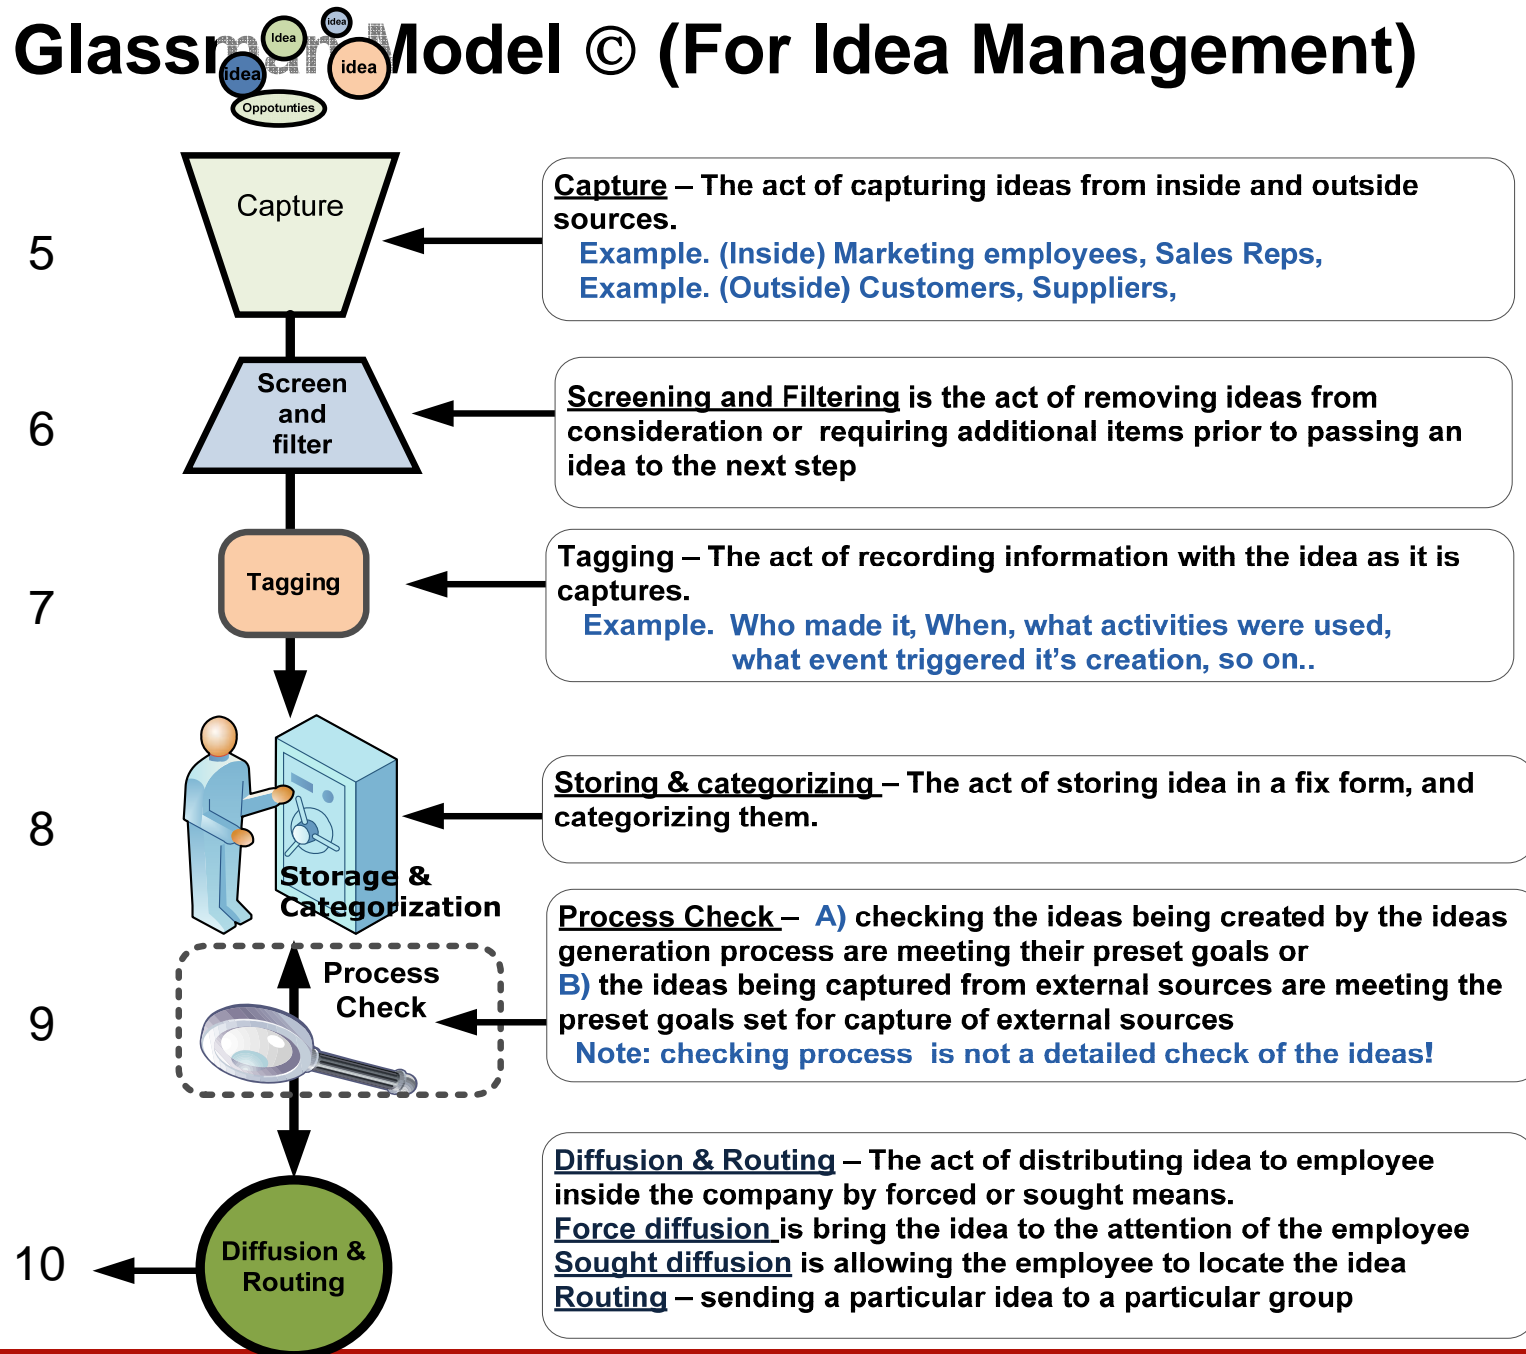 Glassman Model © (For Idea Management)
Idea
idea
idea
idea
Oppotunties
5
Capture
Capture – The act of capturing ideas from inside and outside
sources.
Example. (Inside) Marketing employees, Sales Reps,
Example. (Outside) Customers, Suppliers,
6
Screen
and
filter
Screening and Filtering is the act of removing ideas from
consideration or requiring additional items prior to passing an
idea to the next step
7
Tagging
Tagging – The act of recording information with the idea as it is
captures.
Example. Who made it, When, what activities were used,
what event triggered it's creation, so on..
8
Storage &
Categorization
Storing & categorizing – The act of storing idea in a fix form, and
categorizing them.
9
Process
Check
Process Check – A) checking the ideas being created by the ideas
generation process are meeting their preset goals or
B) the ideas being captured from external sources are meeting the
preset goals set for capture of external sources
Note: checking process is not a detailed check of the ideas!
10
Diffusion &
Routing
Diffusion & Routing – The act of distributing idea to employee
inside the company by forced or sought means.
Force diffusion is bring the idea to the attention of the employee
Sought diffusion is allowing the employee to locate the idea
Routing – sending a particular idea to a particular group